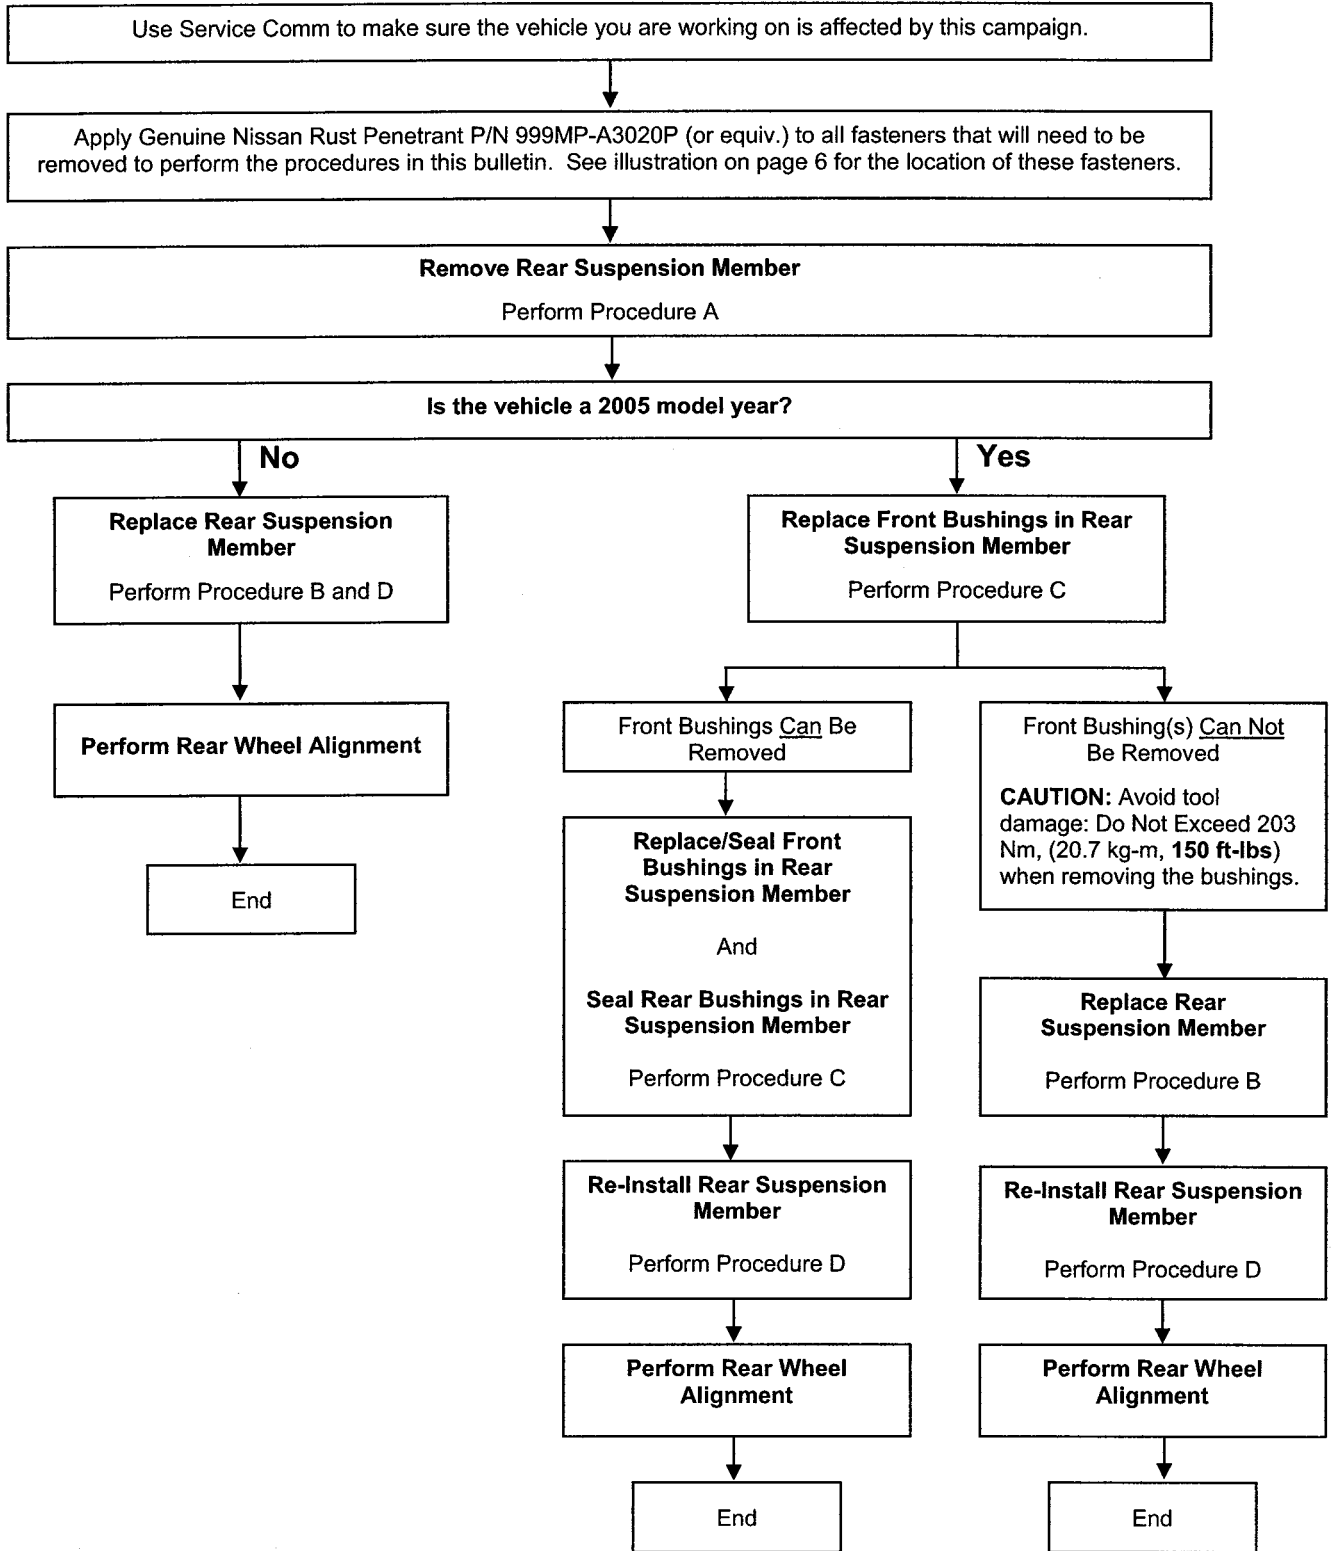 Use Service Comm to make sure the vehicle you are working on is affected by this campaign.
Apply Genuine Nissan Rust Penetrant P/N 999MP-A3020P (or equiv.) to all fasteners that will need to be
removed to perform the procedures in this bulletin. See illustration on page 6 for the location of these fasteners.
Remove Rear Suspension Member
Perform Procedure A
Is the vehicle a 2005 model year?
No
Replace Rear Suspension
Member
Perform Procedure B and D
Perform Rear Wheel Alignment
End
Yes
Replace Front Bushings in Rear
Suspension Member
Perform Procedure C
Front Bushings Can Be
Removed
Replace/Seal Front
Bushings in Rear
Suspension Member
And
Seal Rear Bushings in Rear
Suspension Member
Perform Procedure C
Re-Install Rear Suspension
Member
Perform Procedure D
Perform Rear Wheel
Alignment
End
Front Bushing(s) Can Not
Be Removed
CAUTION: Avoid tool
damage: Do Not Exceed 203
Nm, (20.7 kg-m, 150 ft-lbs)
when removing the bushings.
Replace Rear
Suspension Member
Perform Procedure B
Re-Install Rear Suspension
Member
Perform Procedure D
Perform Rear Wheel
Alignment
End